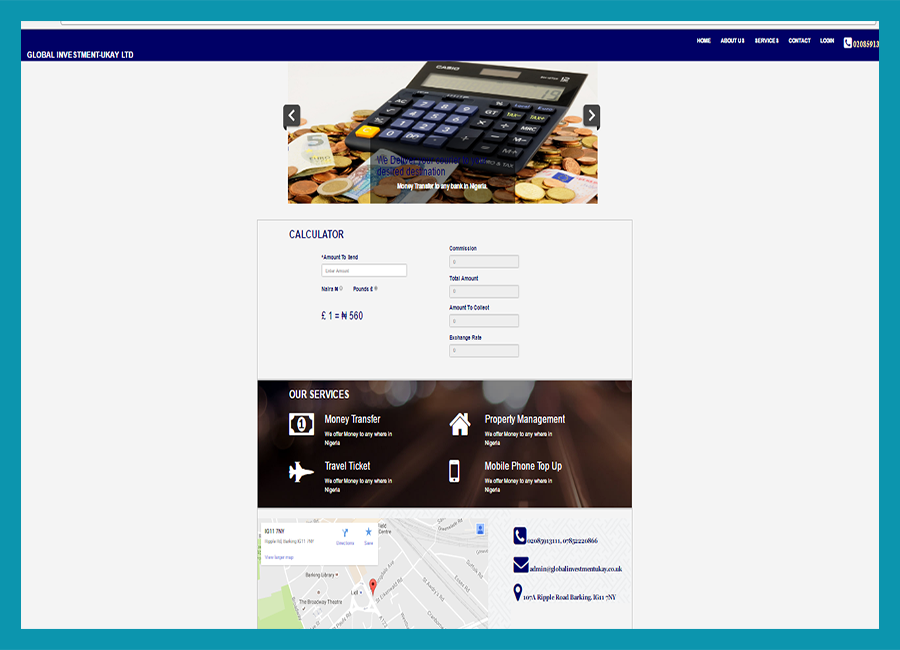 HOME ABOUT US SERVICES CONTACT LOGIN 02085913
GLOBAL INVESTMENT-UKAY LTD
CASIO
We Deliver your courier to your
desired destination
Money Transfer to any bank in Nigeria.
CALCULATOR
*Amount To Send
Enter Amount
Naira ₦ Pounds £
£ 1 = ₦ 560
Commission
0
Total Amount
0
Amount To Collect
0
Exchange Rate
0
OUR SERVICES
Money Transfer
We offer Money to any where in
Nigeria
Property Management
We offer Money to any where in
Nigeria
Travel Ticket
We offer Money to any where in
Nigeria
Mobile Phone Top Up
We offer Money to any where in
Nigeria
IG11 7NY
Ripple Rd, Barking IG11 7NY
Directions Save
View larger map
Barking Library
The Broadway Theatre
Lidl
02085913111, 07852220866
admin@globalinvestmentukay.co.uk
107A Ripple Road Barking, IG11 7NY